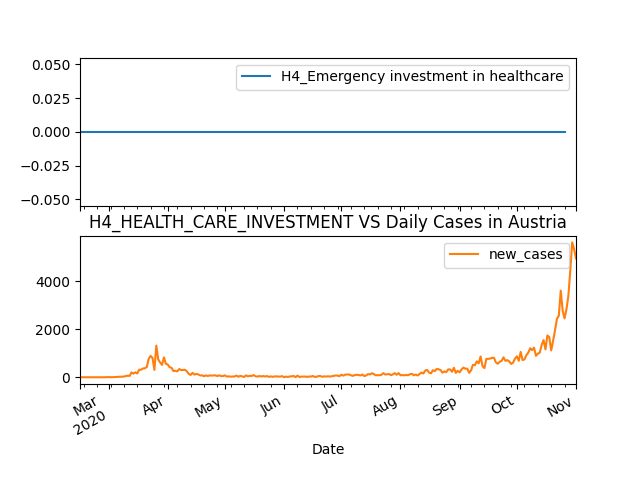 0.050
0.025
0.000
−0.025
−0.050
H4_Emergency investment in healthcare
H4_HEALTH_CARE_INVESTMENT VS Daily Cases in Austria
4000
2000
0
new_cases
Mar
2020
Apr
May
Jun
Jul
Aug
Sep
Oct
Nov
Date